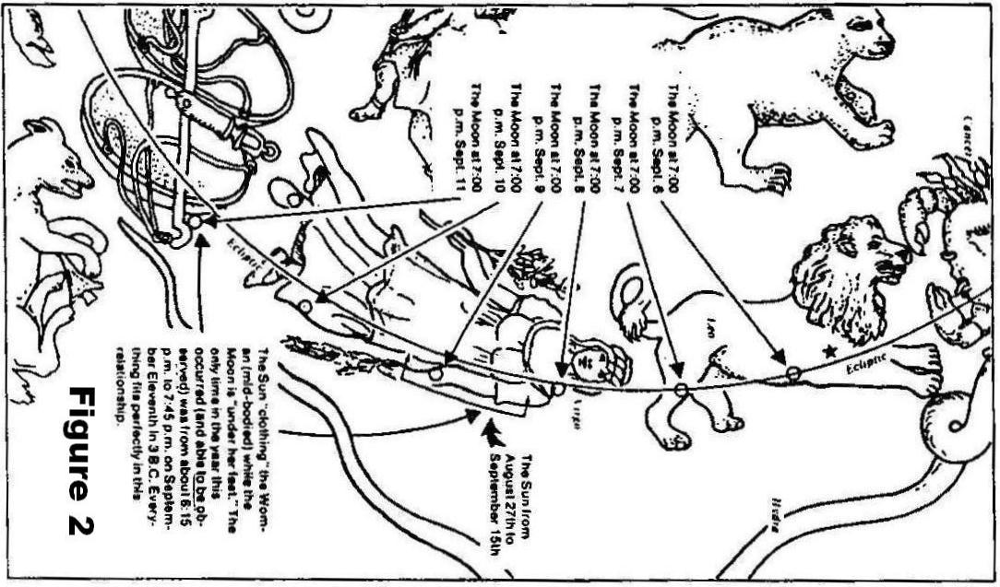 Cancer
The Moon at 7:00
p.m. Sept. 6
The Moon at 7:00
p.m. Sept. 7
The Moon at 7:00
p.m. Sept. 8
The Moon at 7:00
p.m. Sept. 9
The Moon at 7:00
p.m. Sept. 10
The Moon at 7:00
p.m. Sept. 11
Leo
Ecliptic
Virgo
Ecliptic
Hydra
The Sun from
August 27th to
September 15th
The Sun "clothing" the Wom-
an (mid-bodied) while the
Moon is "under her feet." The
only time in the year this
occurred (and able to be ob-
served) was from about 6:15
p.m. to 7:45 p.m. on Septem-
ber Eleventh in 3 B.C. Every-
thing fits perfectly in this
relationship.
Figure 2